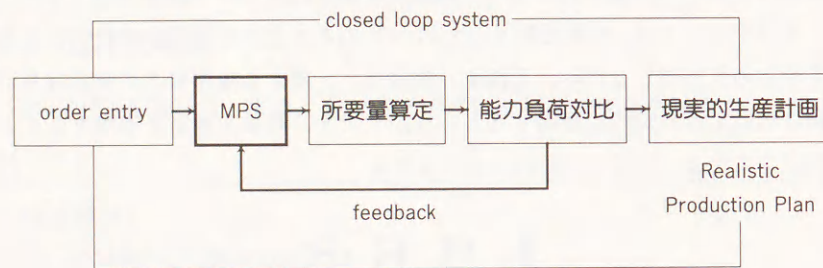 closed loop system
order entry
MPS
所要量算定
能力負荷対比
現実的生産計画
Realistic
Production Plan
feedback